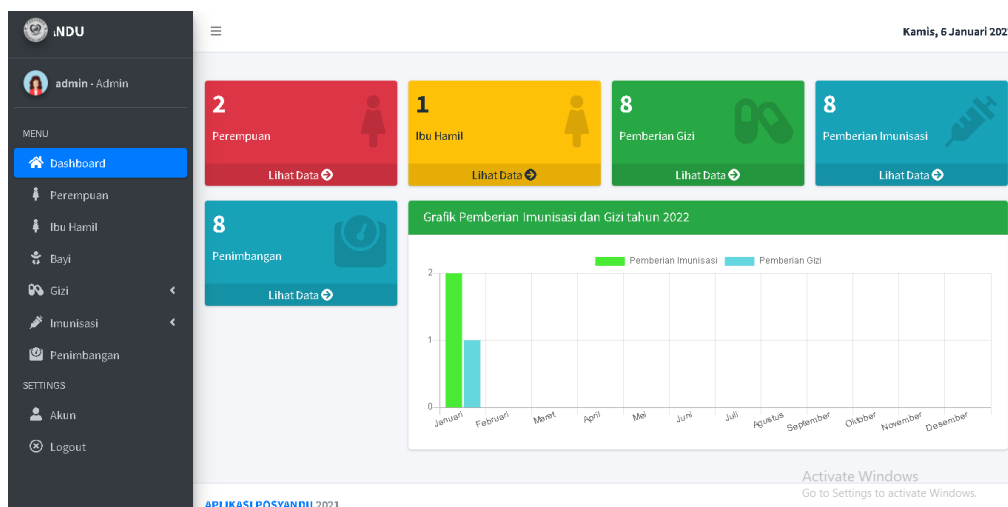 NDU
Kamis, 6 Januari 202
admin - Admin
MENU
Dashboard
Perempuan
Ibu Hamil
Bayi
Gizi
Imunisasi
Penimbangan
SETTINGS
Akun
Logout
2
Perempuan
Lihat Data
1
Ibu Hamil
Lihat Data
8
Pemberian Gizi
Lihat Data
8
Pemberian Imunisasi
Lihat Data
8
Penimbangan
Lihat Data
Grafik Pemberian Imunisasi dan Gizi tahun 2022
Pemberian Imunisasi Pemberian Gizi
2
1
0
Januari Februari Maret April Mei Juni Juli Agustus September Oktober November Desember
Activate Windows
Go to Settings to activate Windows.
APLIKASI POSYANDU 2021